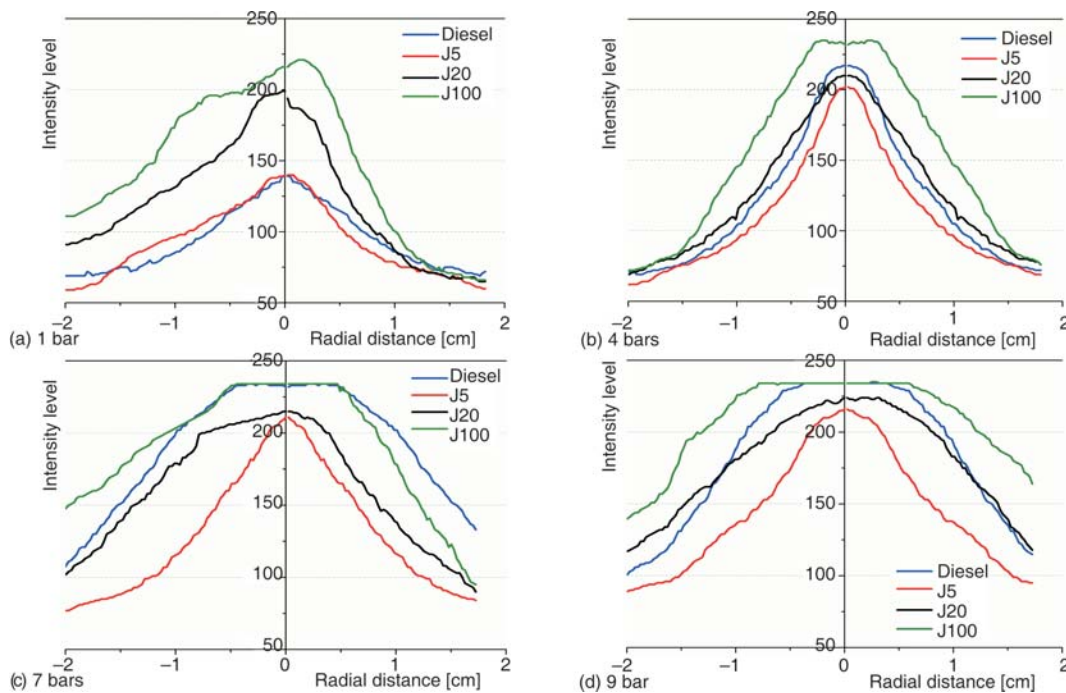 (a) 1 bar
Intensity level
250
200
150
100
50
Diesel
J5
J20
J100
−2
−1
0
1
2
Radial distance [cm]
(b) 4 bars
Intensity level
250
200
150
100
50
Diesel
J5
J20
J100
−2
−1
0
1
2
Radial distance [cm]
(c) 7 bars
Intensity level
250
200
150
100
50
Diesel
J5
J20
J100
−2
−1
0
1
2
Radial distance [cm]
(d) 9 bar
Intensity level
250
200
150
100
50
Diesel
J5
J20
J100
−2
−1
0
1
2
Radial distance [cm]